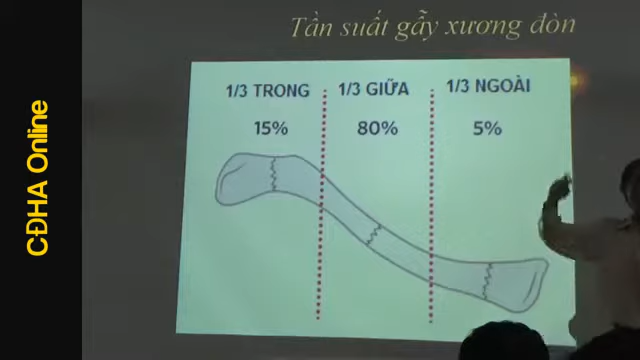 Tần suất gẫy xương đòn
1/3 TRONG 1/3 GIỮA 1/3 NGOÀI
15% 80% 5%
CĐHA Online